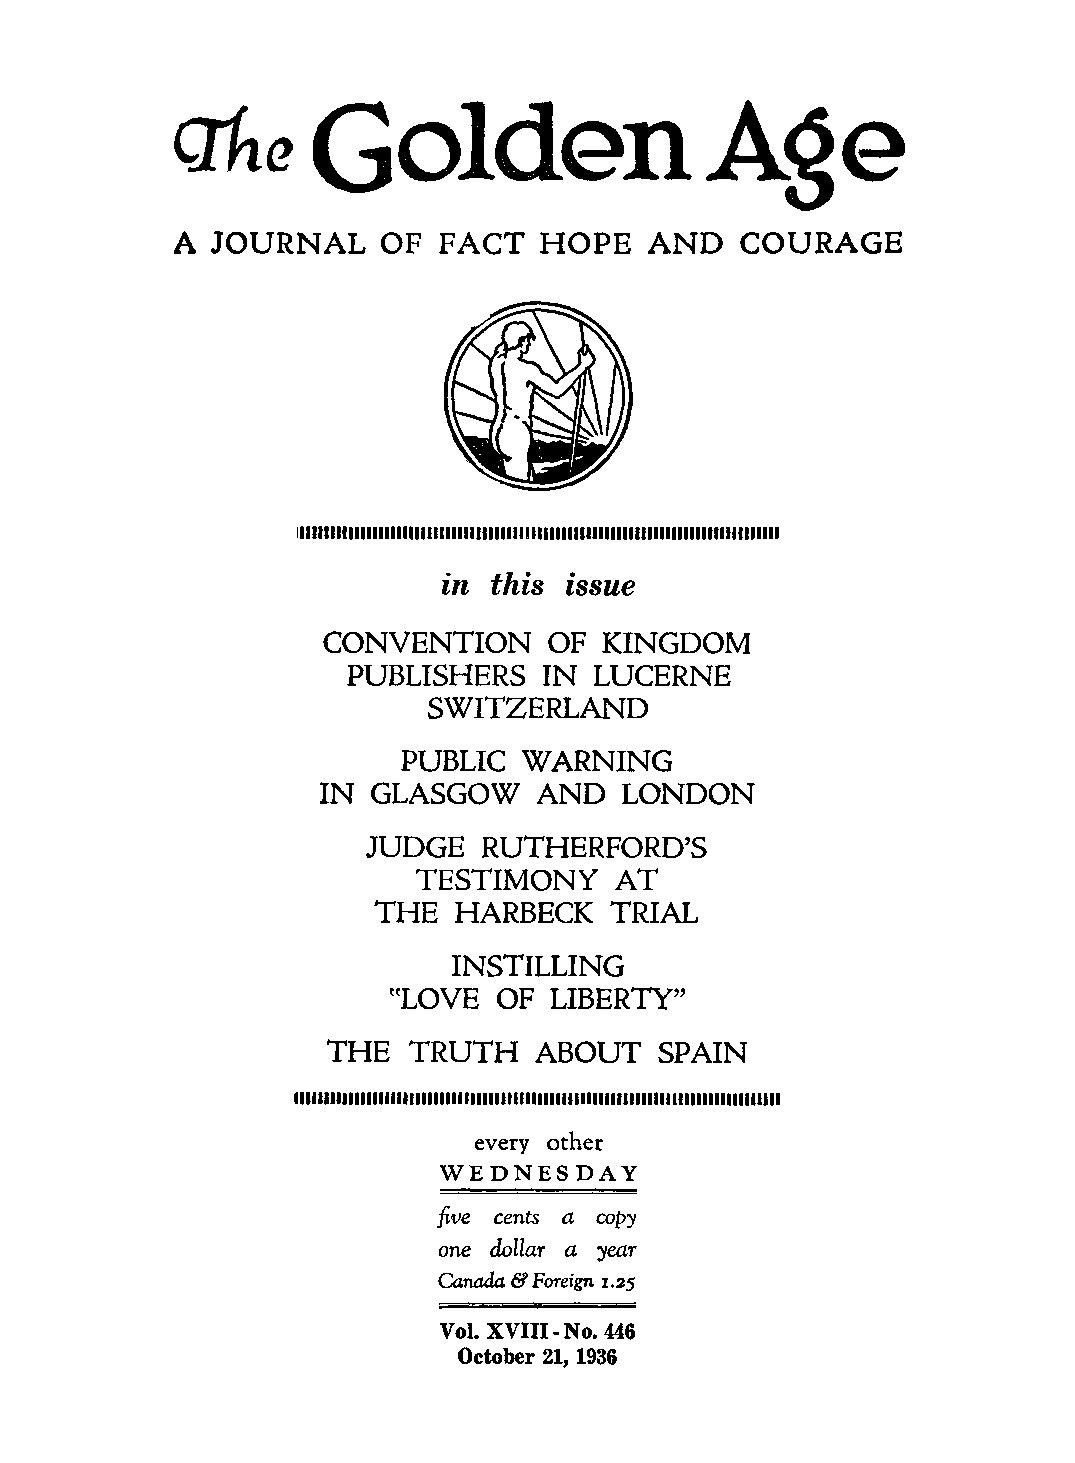 The Golden Age
A JOURNAL OF FACT HOPE AND COURAGE
in this issue
CONVENTION OF KINGDOM
PUBLISHERS IN LUCERNE
SWITZERLAND
PUBLIC WARNING
IN GLASGOW AND LONDON
JUDGE RUTHERFORD'S
TESTIMONY AT
THE HARBECK TRIAL
INSTILLING
"LOVE OF LIBERTY"
THE TRUTH ABOUT SPAIN
every other
WEDNESDAY
five cents a copy
one dollar a year
Canada & Foreign 1.25
Vol. XVIII - No. 446
October 21, 1936